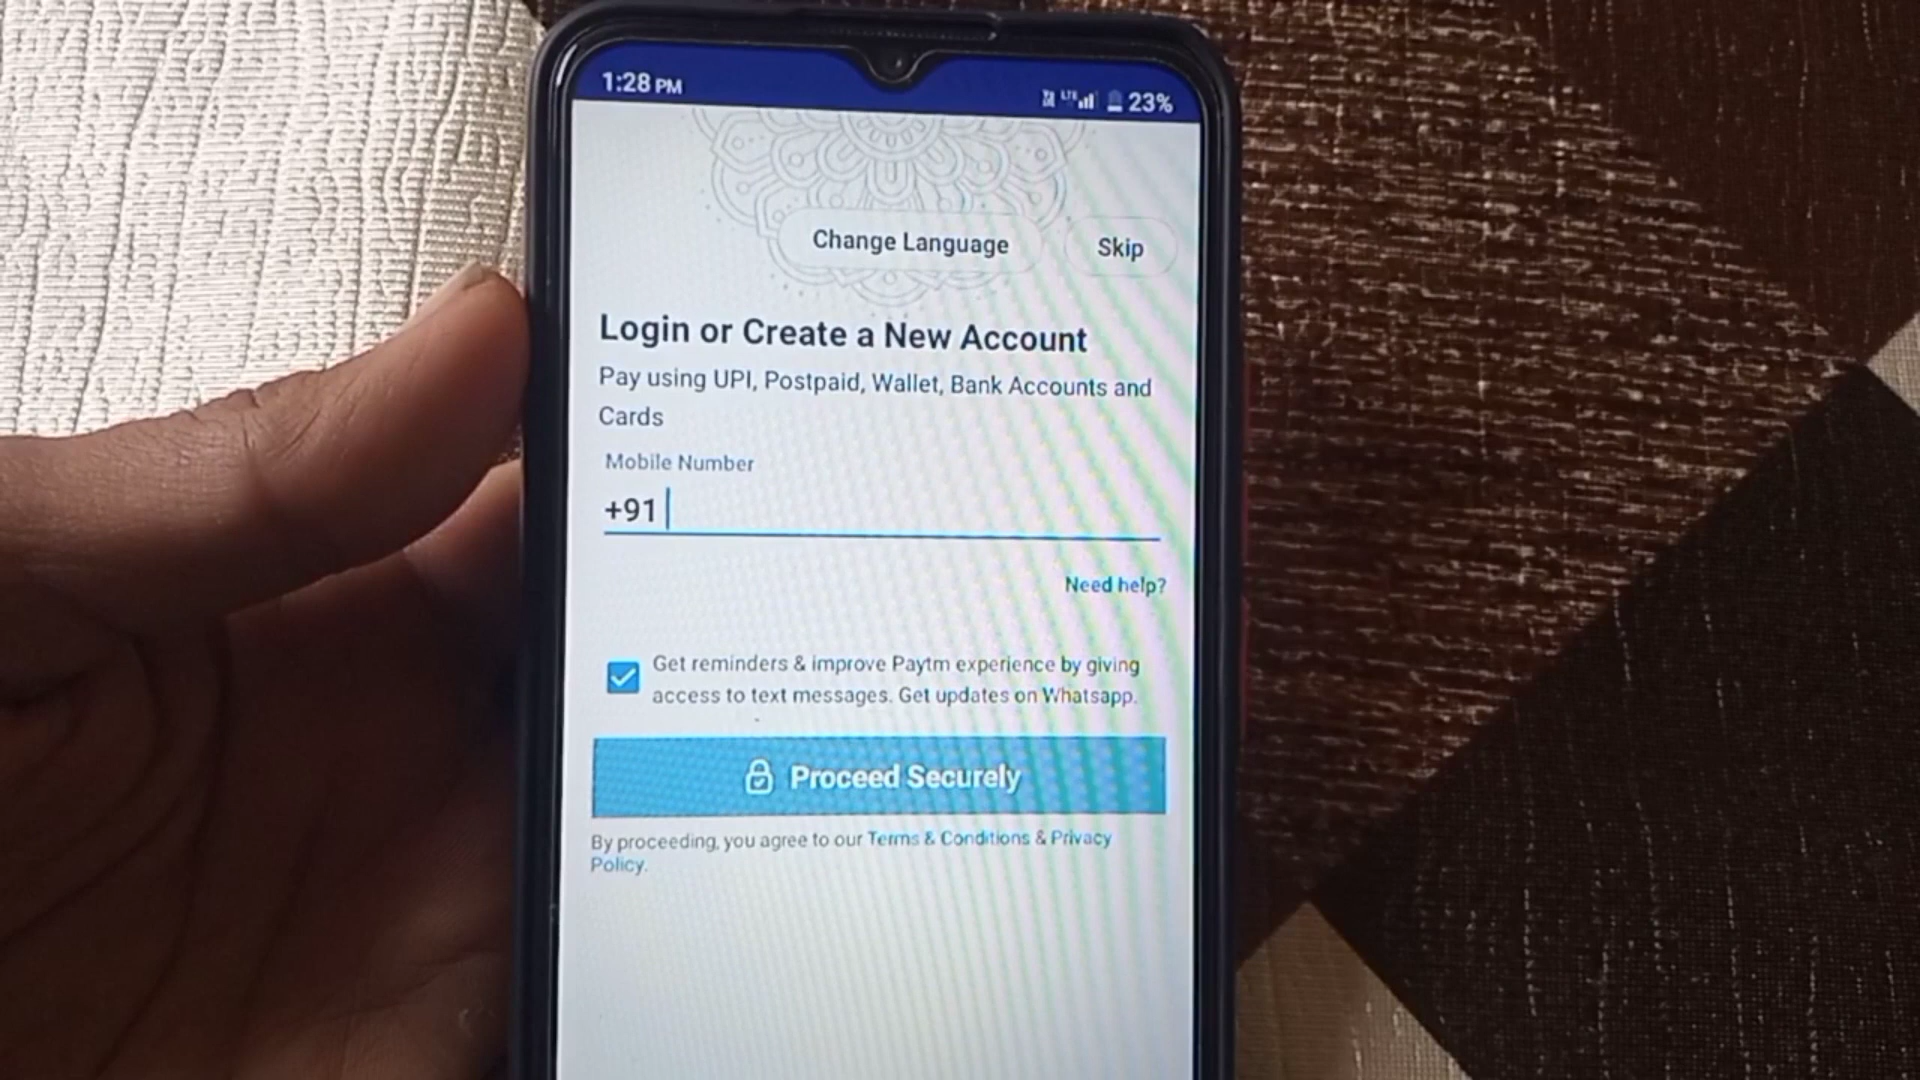 1:28 PM
LTE 23%
Change Language
Skip
Login or Create a New Account
Pay using UPI, Postpaid, Wallet, Bank Accounts and
Cards
Mobile Number
+91
Need help?
Get reminders & improve Paytm experience by giving
access to text messages. Get updates on Whatsapp.
Proceed Securely
By proceeding, you agree to our Terms & Conditions & Privacy
Policy.